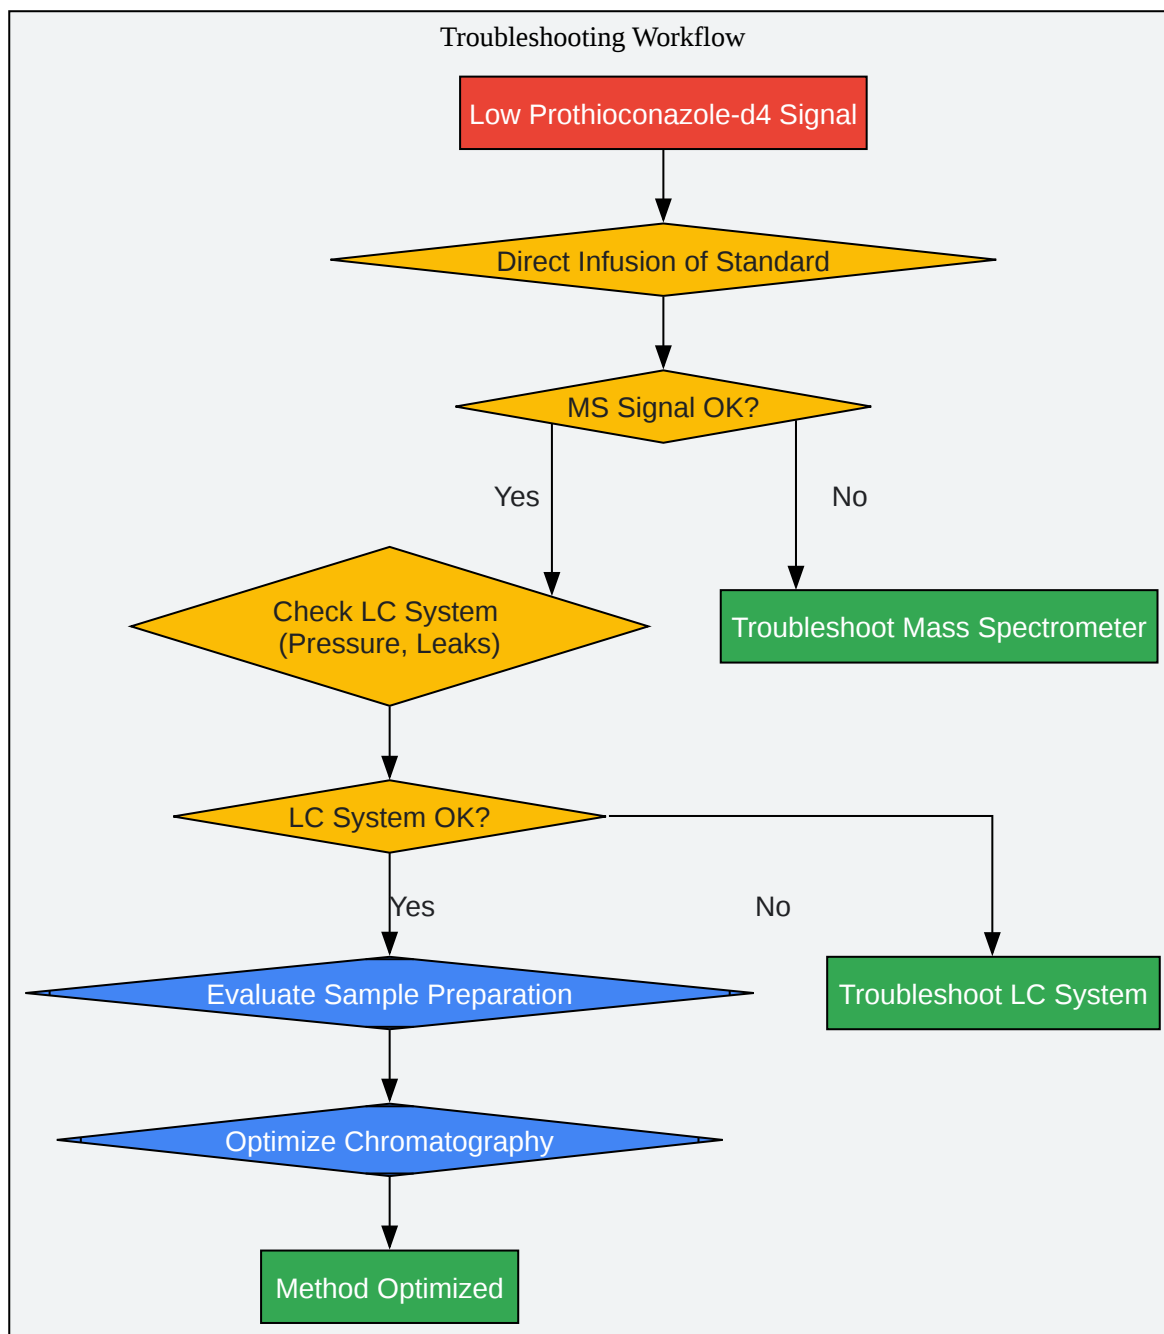 Troubleshooting Workflow
Low Prothioconazole-d4 Signal
Direct Infusion of Standard
MS Signal OK?
Yes
No
Check LC System
(Pressure, Leaks)
Troubleshoot Mass Spectrometer
LC System OK?
Yes
No
Evaluate Sample Preparation
Troubleshoot LC System
Optimize Chromatography
Method Optimized